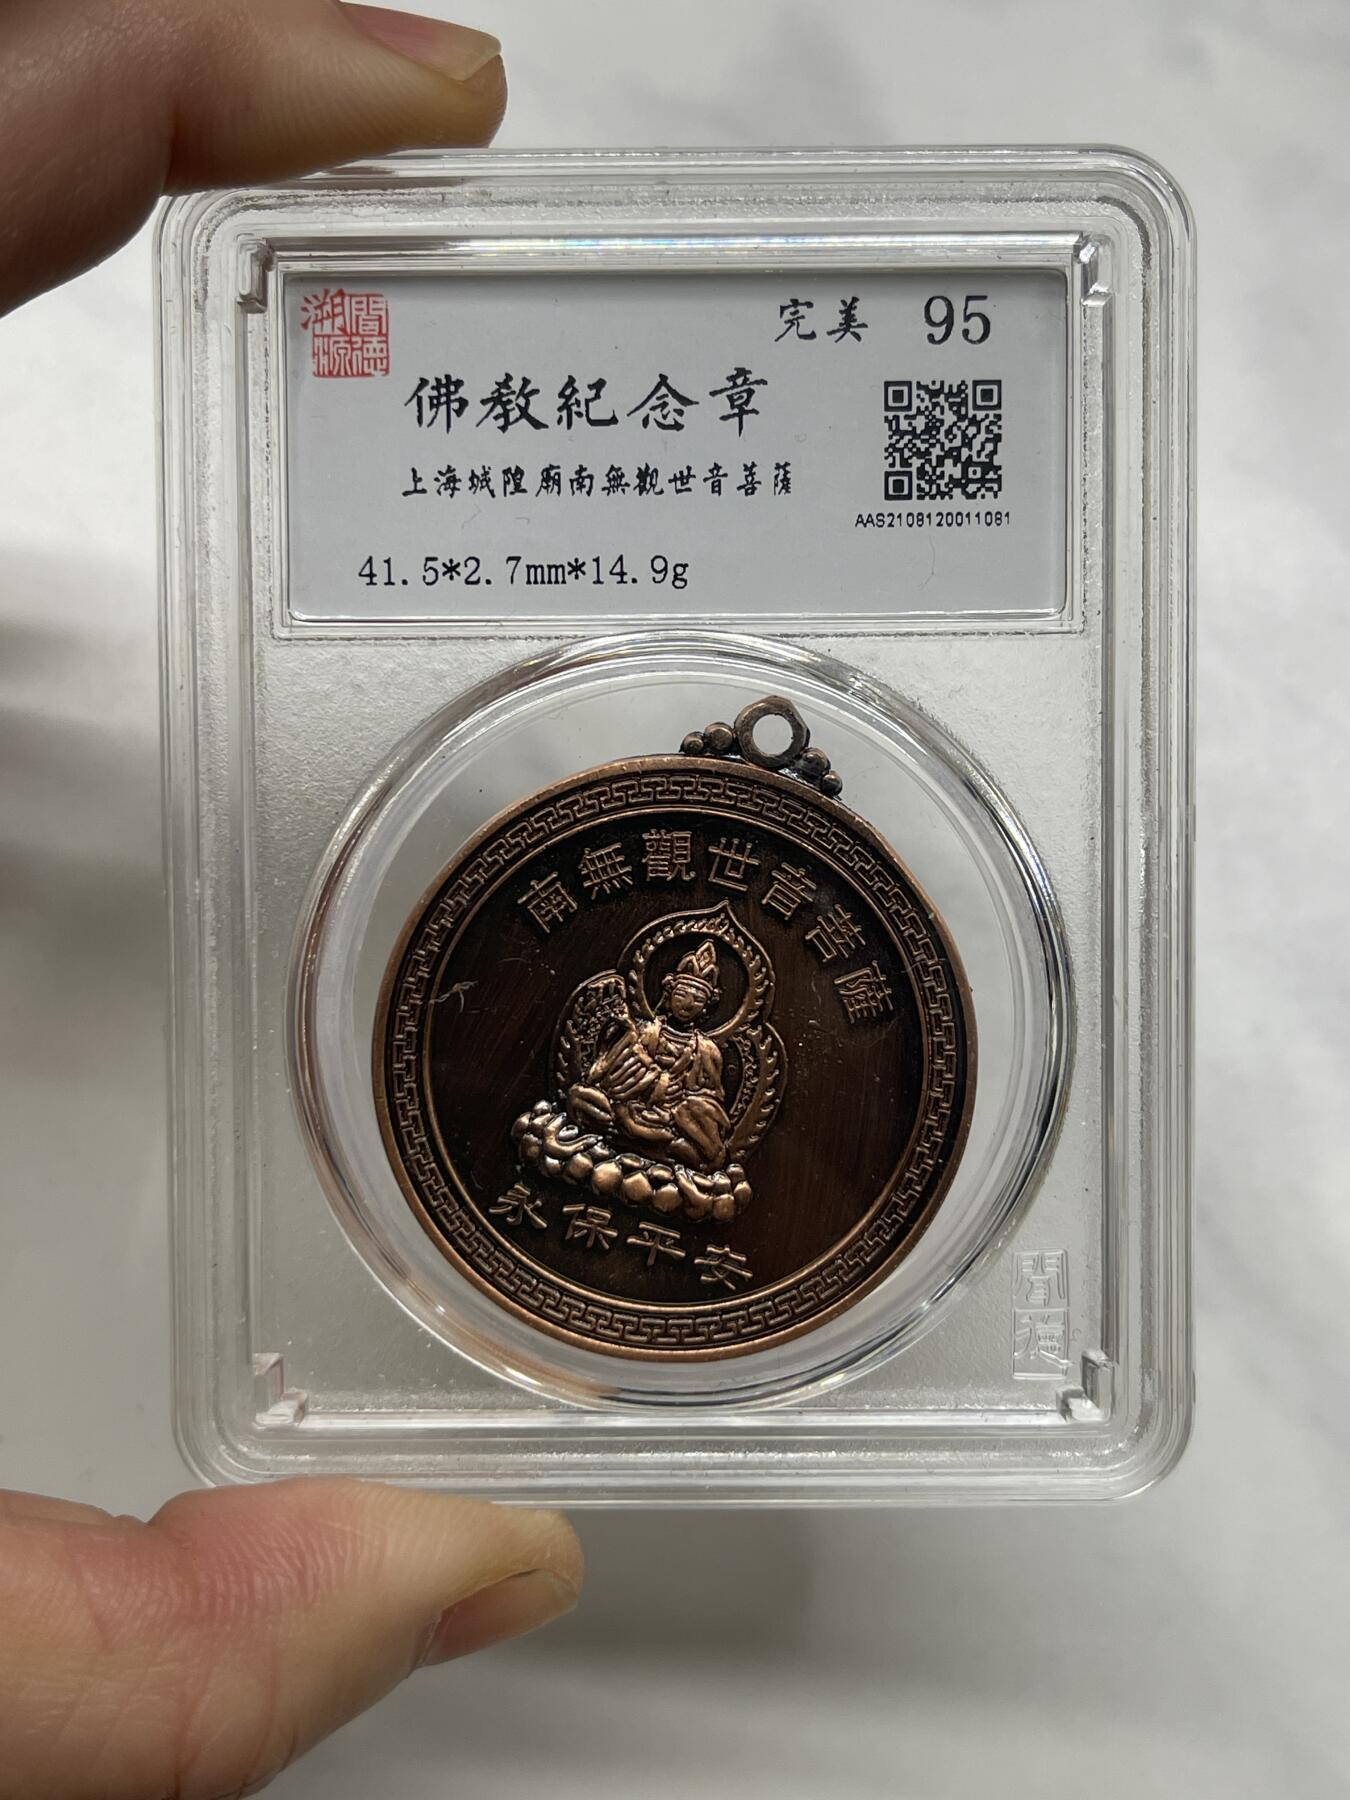 聞德溯源
完美 95
佛教紀念章
上海城隍廟南無觀世音菩薩
AAS2108120011081
41.5*2.7mm*14.9g
南無觀世音菩薩
永保平安
聞德